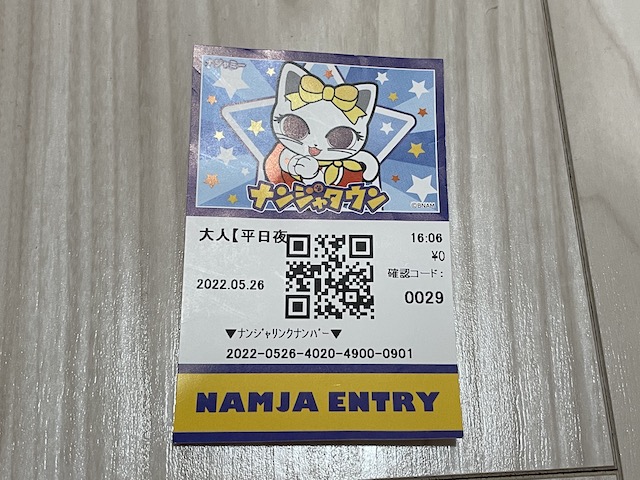 ナジャミー
ナンジャタウン
©BNAM
大人【平日夜 16:06
¥0
確認コード:
2022.05.26 0029
▼ナンジャリンクナンバー▼
2022-0526-4020-4900-0901
NAMJA ENTRY